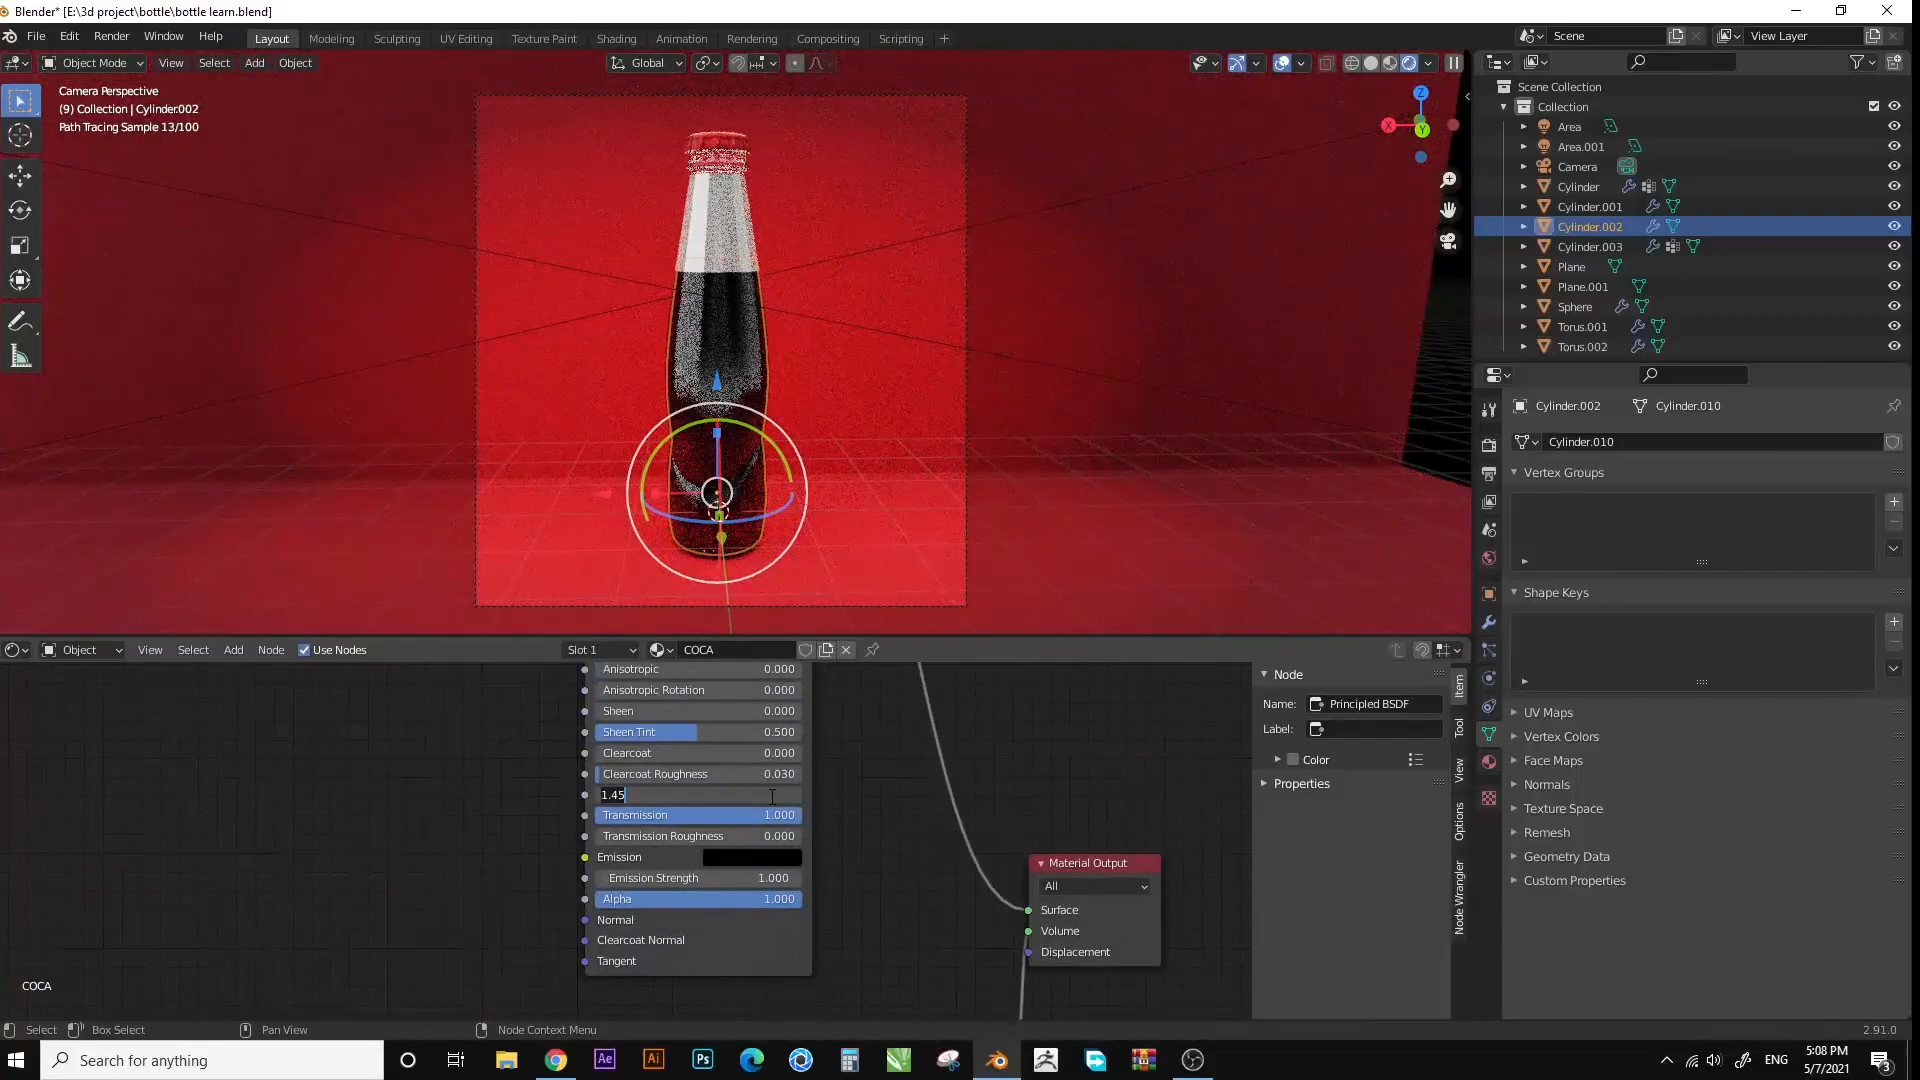 Blender* [E:\3d project\bottle\bottle learn.blend]
File Edit Render Window Help Layout Modeling Sculpting UV Editing Texture Paint Shading Animation Rendering Compositing Scripting + Scene View Layer
Object Mode View Select Add Object Global
Camera Perspective
(9) Collection | Cylinder.002
Path Tracing Sample 13/100
Z
X
Y
Scene Collection
Collection
Area
Area.001
Camera
Cylinder
Cylinder.001
Cylinder.002
Cylinder.003
Plane
Plane.001
Sphere
Torus.001
Torus.002
Cylinder.002 Cylinder.010
Cylinder.010
Vertex Groups
Shape Keys
UV Maps
Vertex Colors
Face Maps
Normals
Texture Space
Remesh
Geometry Data
Custom Properties
Object View Select Add Node Use Nodes Slot 1 COCA
Anisotropic 0.000
Anisotropic Rotation 0.000
Sheen 0.000
Sheen Tint 0.500
Clearcoat 0.000
Clearcoat Roughness 0.030
1.45
Transmission 1.000
Transmission Roughness 0.000
Emission
Emission Strength 1.000
Alpha 1.000
Normal
Clearcoat Normal
Tangent
Material Output
All
Surface
Volume
Displacement
Node
Name: Principled BSDF
Label:
Color
Properties
Item
Tool
View
Options
Node Wrangler
COCA
Select Box Select Pan View Node Context Menu 2.91.0
Search for anything
Ae Ai Ps
ENG
5:08 PM
5/7/2021
3